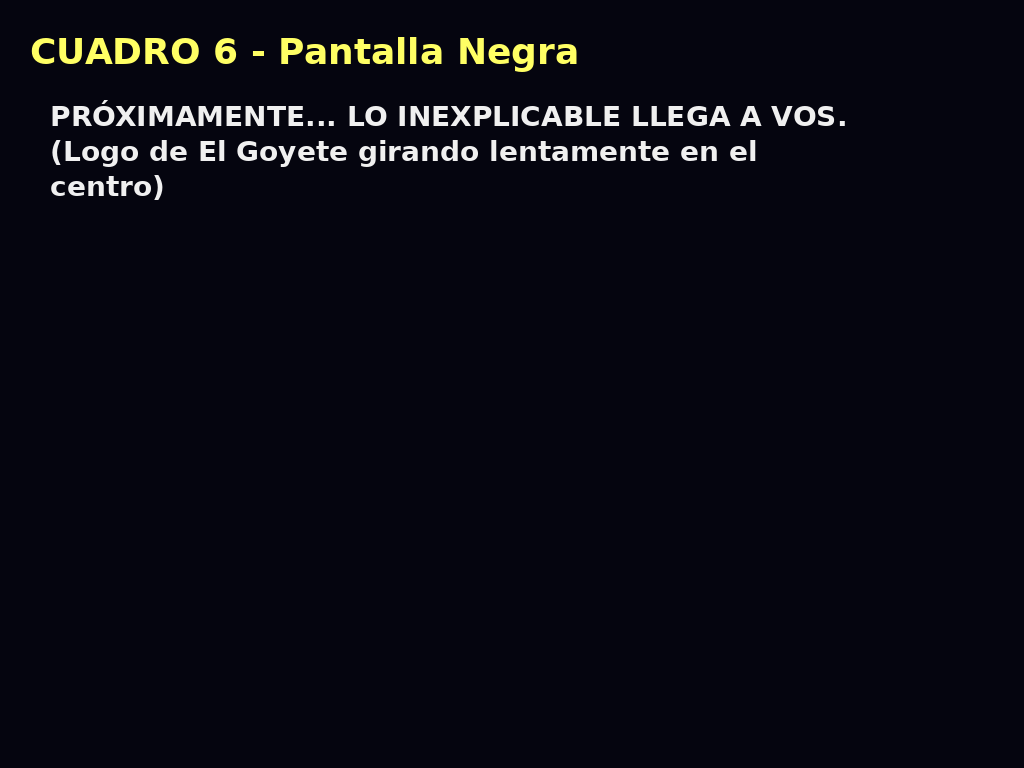 CUADRO 6 - Pantalla Negra
PRÓXIMAMENTE... LO INEXPLICABLE LLEGA A VOS.
(Logo de El Goyete girando lentamente en el
centro)